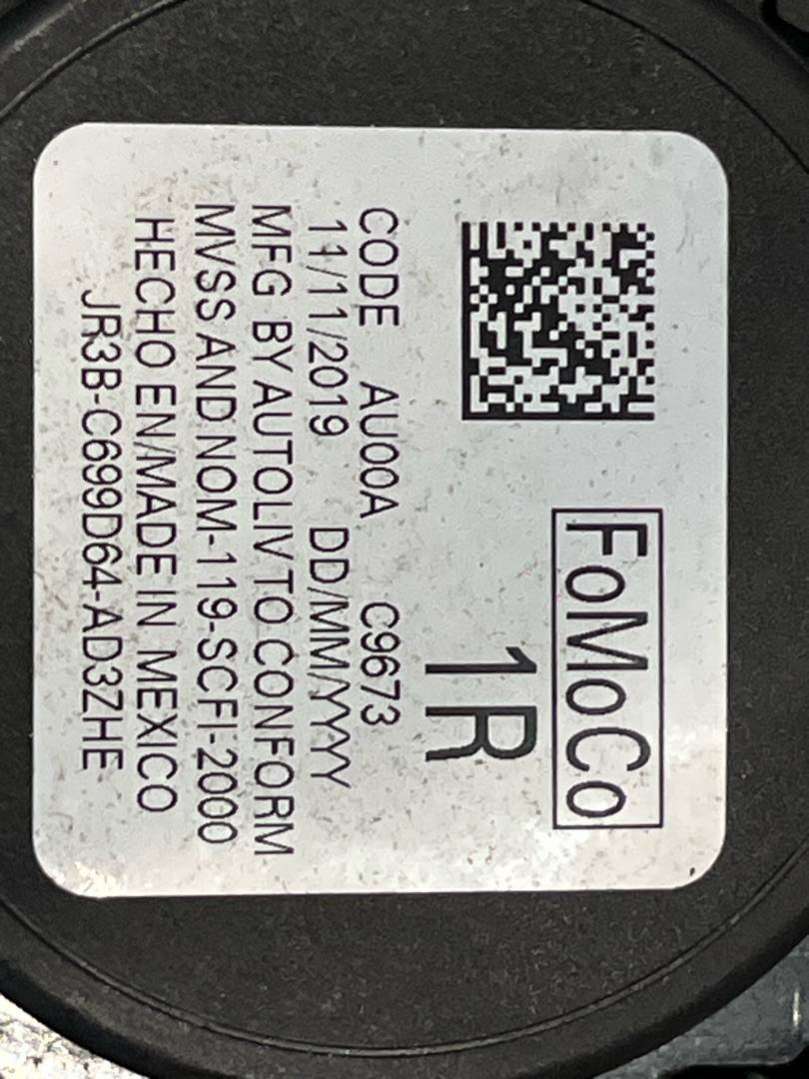 FoMoCo
1R
CODE AU00A C9673
11/11/2019 DD/MM/YYYY
MFG BY AUTOLIV TO CONFORM
MVSS AND NOM-119-SCFI-2000
HECHO EN/MADE IN MEXICO
JR3B-C699D64-AD3ZHE